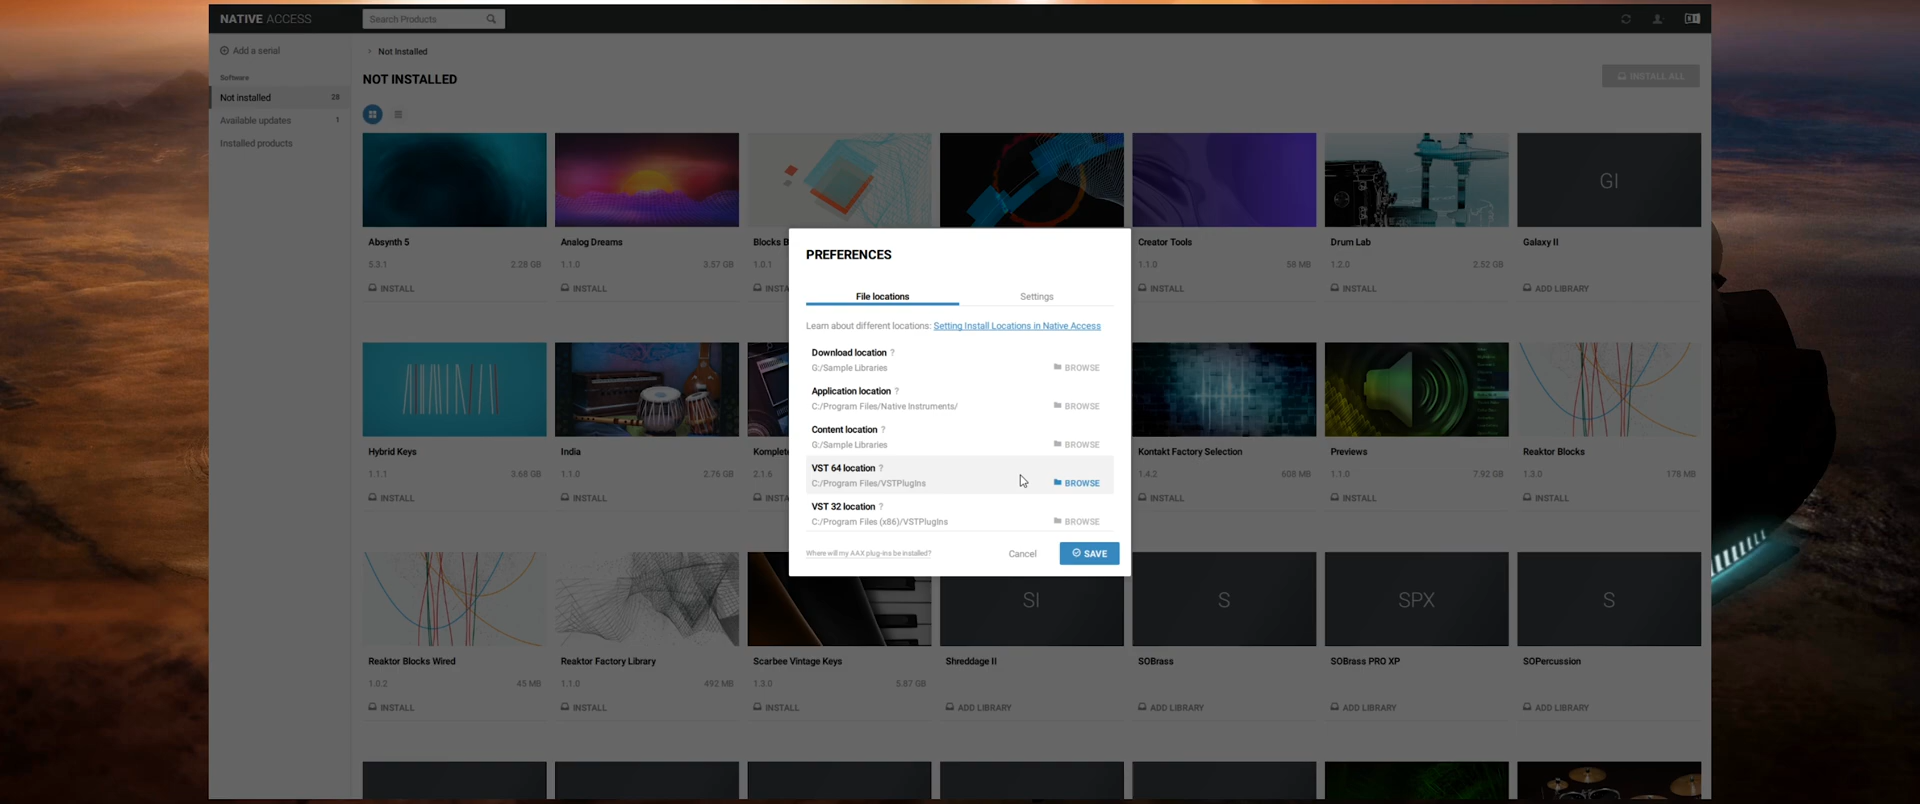 NATIVE ACCESS
Search Products
Add a serial
Software
Not installed 28
Available updates 1
Installed products
› Not Installed
NOT INSTALLED
INSTALL ALL
GI
Absynth 5
5.3.1 2.28 GB
INSTALL
Analog Dreams
1.1.0 3.57 GB
INSTALL
Blocks B
1.0.1
INSTA
Creator Tools
1.1.0 58 MB
INSTALL
Drum Lab
1.2.0 2.52 GB
INSTALL
Galaxy II
ADD LIBRARY
PREFERENCES
File locations Settings
Learn about different locations: Setting Install Locations in Native Access
Download location ?
G:/Sample Libraries BROWSE
Application location ?
C:/Program Files/Native Instruments/ BROWSE
Content location ?
G:/Sample Libraries BROWSE
VST 64 location ?
C:/Program Files/VSTPlugIns BROWSE
VST 32 location ?
C:/Program Files (x86)/VSTPlugIns BROWSE
Where will my AAX plug-ins be installed? Cancel SAVE
Hybrid Keys
1.1.1 3.68 GB
INSTALL
India
1.1.0 2.76 GB
INSTALL
Komplet
2.1.6
INSTA
Kontakt Factory Selection
1.4.2 608 MB
INSTALL
Previews
1.1.0 7.92 GB
INSTALL
Reaktor Blocks
1.3.0 178 MB
INSTALL
SI
S
SPX
S
Reaktor Blocks Wired
1.0.2 45 MB
INSTALL
Reaktor Factory Library
1.1.0 492 MB
INSTALL
Scarbee Vintage Keys
1.3.0 5.87 GB
INSTALL
Shreddage II
ADD LIBRARY
SOBrass
ADD LIBRARY
SOBrass PRO XP
ADD LIBRARY
SOPercussion
ADD LIBRARY